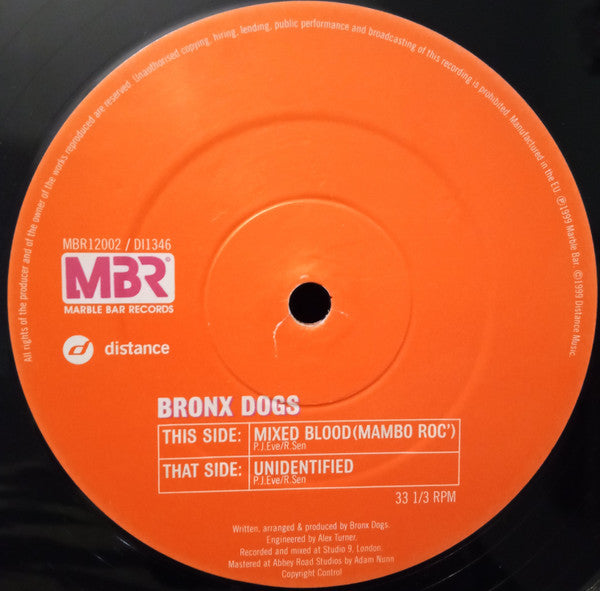 All rights of the producer and of the owner of the works reproduced are reserved. Unauthorised copying, hiring, lending, public performance and broadcasting of this recording is prohibited. Manufactured in the EU. ℗1999 Marble Bar. ©1999 Distance Music.
MBR12002 / DI1346
MBR
MARBLE BAR RECORDS
d distance
BRONX DOGS
THIS SIDE: MIXED BLOOD(MAMBO ROC')
P.J.Eve/R.Sen
THAT SIDE: UNIDENTIFIED
P.J.Eve/R.Sen
33 1/3 RPM
Written, arranged & produced by Bronx Dogs.
Engineered by Alex Turner.
Recorded and mixed at Studio 9, London.
Mastered at Abbey Road Studios by Adam Nunn
Copyright Control